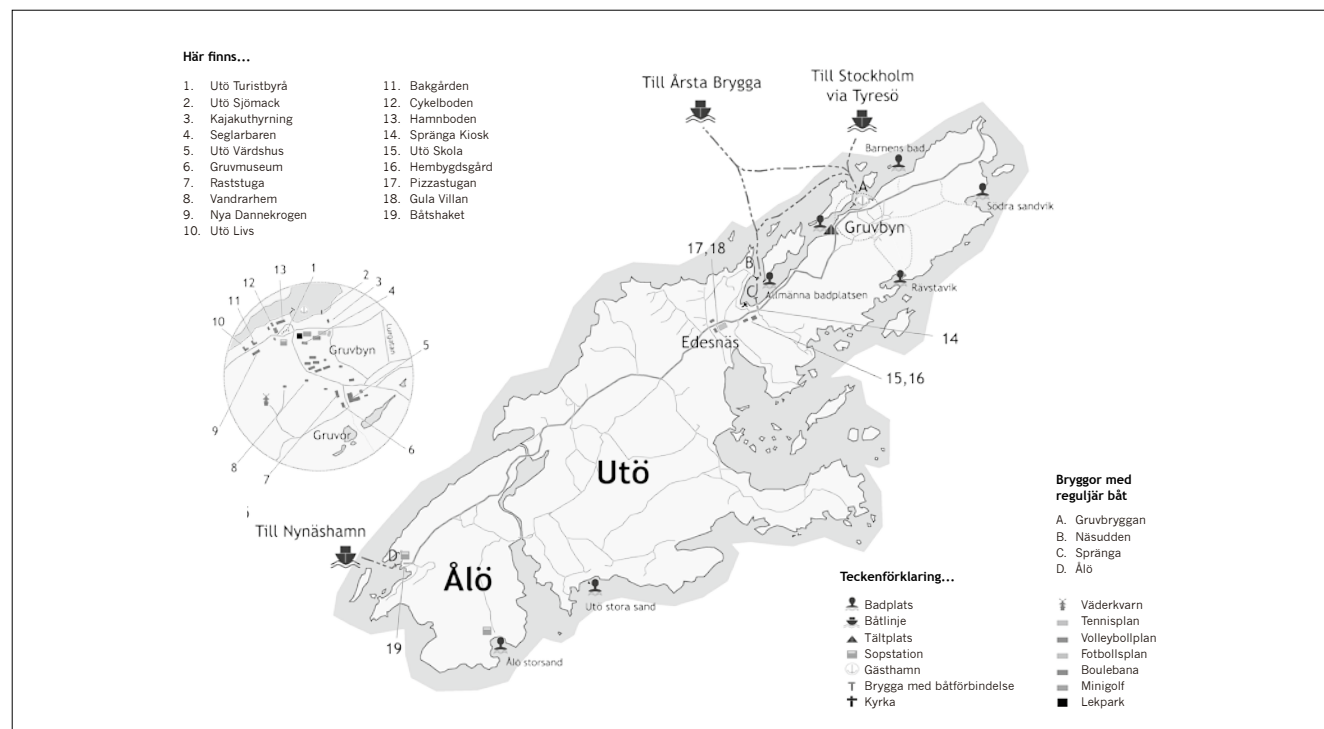 Här finns...
1. Utö Turistbyrå
2. Utö Sjömack
3. Kajakuthyrning
4. Seglarbaren
5. Utö Värdshus
6. Gruvmuseum
7. Raststuga
8. Vandrarhem
9. Nya Dannekrogen
10. Utö Livs
11. Bakgården
12. Cykelboden
13. Hamnboden
14. Spränga Kiosk
15. Utö Skola
16. Hembygdsgård
17. Pizzastugan
18. Gula Villan
19. Båtshaket
Till Årsta Brygga
Till Stockholm
via Tyresö
Barnens bad
A
Södra sandvik
Gruvbyn
17,18
B
C
Allmänna badplatsen
Rävstavik
Edesnäs
14
15,16
1
13
2
12
3
11
4
10
5
Gruvbyn
Gruvor
9
8
7
6
Utö
Till Nynäshamn
D
Ålö
19
Utö stora sand
Ålö storsand
Bryggor med
reguljär båt
A. Gruvbryggan
B. Näsudden
C. Spränga
D. Ålö
Teckenförklaring...
Badplats
Båtlinje
Tältplats
Sopstation
Gästhamn
Brygga med båtförbindelse
Kyrka
Väderkvarn
Tennisplan
Volleybollplan
Fotbollsplan
Boulebana
Minigolf
Lekpark